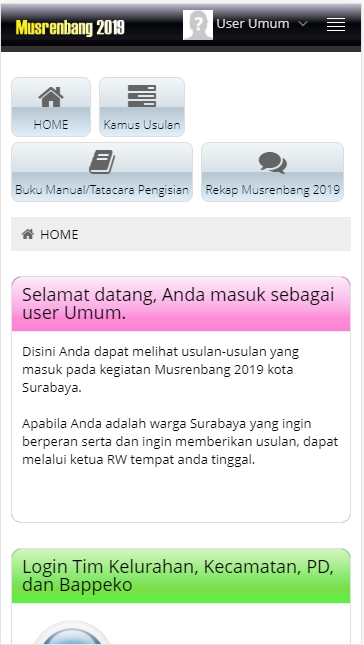 Musrenbang 2019
User Umum
HOME
Kamus Usulan
Buku Manual/Tatacara Pengisian
Rekap Musrenbang 2019
HOME
Selamat datang, Anda masuk sebagai
user Umum.
Disini Anda dapat melihat usulan-usulan yang
masuk pada kegiatan Musrenbang 2019 kota
Surabaya.
Apabila Anda adalah warga Surabaya yang ingin
berperan serta dan ingin memberikan usulan, dapat
melalui ketua RW tempat anda tinggal.
Login Tim Kelurahan, Kecamatan, PD,
dan Bappeko